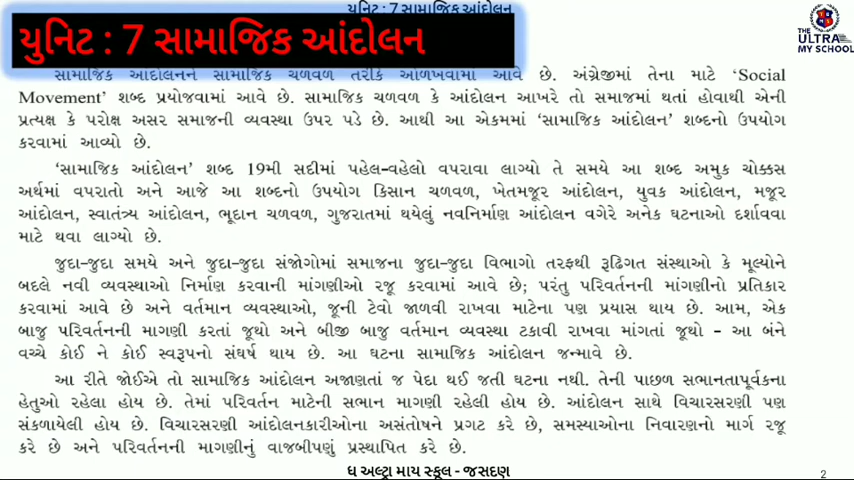 યુનિટ : 7 સામાજિક આંદોલન
યુનિટ : 7 સામાજિક આંદોલન
THE
ULTRA
MY SCHOOL
સામાજિક આંદોલનને સામાજિક ચળવળ તરીકે ઓળખવામાં આવે છે. અંગ્રેજીમાં તેના માટે ‘Social
Movement’ શબ્દ પ્રયોજવામાં આવે છે. સામાજિક ચળવળ કે આંદોલન આખરે તો સમાજમાં થતાં હોવાથી એની
પ્રત્યક્ષ કે પરોક્ષ અસર સમાજની વ્યવસ્થા ઉપર પડે છે. આથી આ એકમમાં ‘સામાજિક આંદોલન’ શબ્દનો ઉપયોગ
કરવામાં આવ્યો છે.
‘સામાજિક આંદોલન’ શબ્દ 19મી સદીમાં પહેલ-વહેલો વપરાવા લાગ્યો તે સમયે આ શબ્દ અમુક ચોક્કસ
અર્થમાં વપરાતો અને આજે આ શબ્દનો ઉપયોગ કિસાન ચળવળ, ખેતમજૂર આંદોલન, યુવક આંદોલન, મજૂર
આંદોલન, સ્વાતંત્ર્ય આંદોલન, ભૂદાન ચળવળ, ગુજરાતમાં થયેલું નવનિર્માણ આંદોલન વગેરે અનેક ઘટનાઓ દર્શાવવા
માટે થવા લાગ્યો છે.
જુદા-જુદા સમયે અને જુદા-જુદા સંજોગોમાં સમાજના જુદા-જુદા વિભાગો તરફથી રૂઢિગત સંસ્થાઓ કે મૂલ્યોને
બદલે નવી વ્યવસ્થાઓ નિર્માણ કરવાની માંગણીઓ રજૂ કરવામાં આવે છે; પરંતુ પરિવર્તનની માંગણીનો પ્રતિકાર
કરવામાં આવે છે અને વર્તમાન વ્યવસ્થાઓ, જૂની ટેવો જાળવી રાખવા માટેના પણ પ્રયાસ થાય છે. આમ, એક
બાજુ પરિવર્તનની માગણી કરતાં જૂથો અને બીજી બાજુ વર્તમાન વ્યવસ્થા ટકાવી રાખવા માંગતાં જૂથો - આ બંને
વચ્ચે કોઈ ને કોઈ સ્વરૂપનો સંઘર્ષ થાય છે. આ ઘટના સામાજિક આંદોલન જન્માવે છે.
આ રીતે જોઈએ તો સામાજિક આંદોલન અજાણતાં જ પેદા થઈ જતી ઘટના નથી. તેની પાછળ સભાનતાપૂર્વકના
હેતુઓ રહેલા હોય છે. તેમાં પરિવર્તન માટેની સભાન માગણી રહેલી હોય છે. આંદોલન સાથે વિચારસરણી પણ
સંકળાયેલી હોય છે. વિચારસરણી આંદોલનકારીઓના અસંતોષને પ્રગટ કરે છે, સમસ્યાઓના નિવારણનો માર્ગ રજૂ
કરે છે અને પરિવર્તનની માગણીનું વાજબીપણું પ્રસ્થાપિત કરે છે.
ધ અલ્ટ્રા માય સ્કૂલ - જસદણ
2